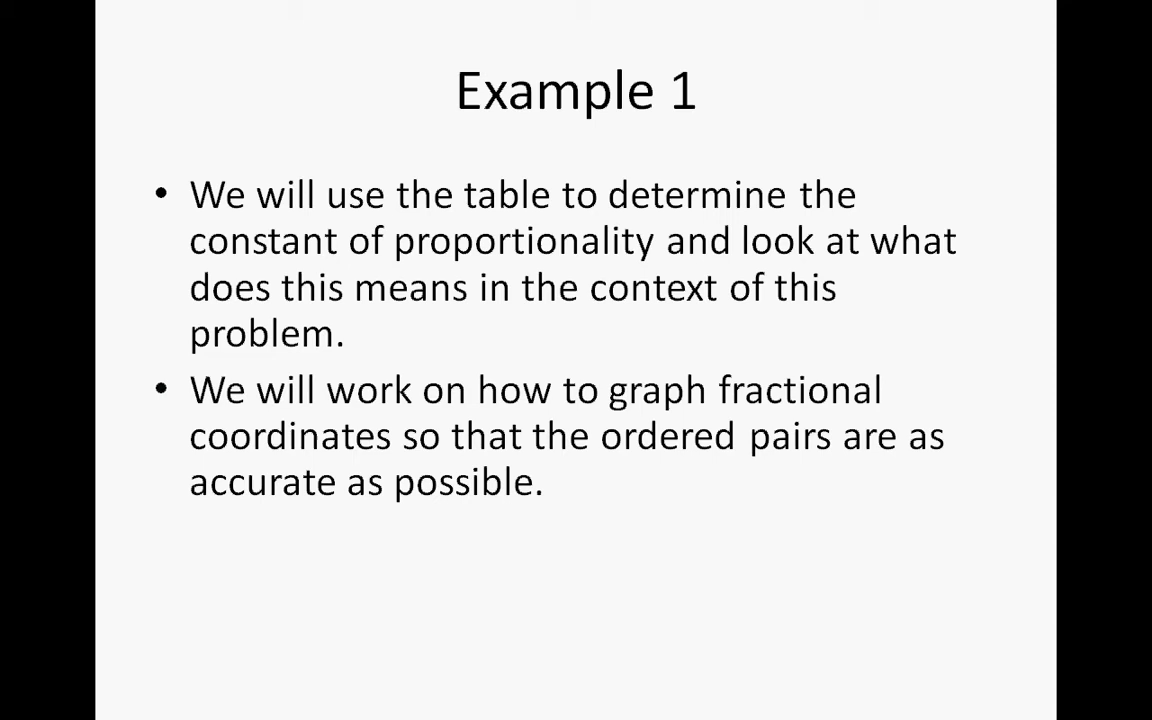 Example 1
• We will use the table to determine the
constant of proportionality and look at what
does this means in the context of this
problem.
• We will work on how to graph fractional
coordinates so that the ordered pairs are as
accurate as possible.